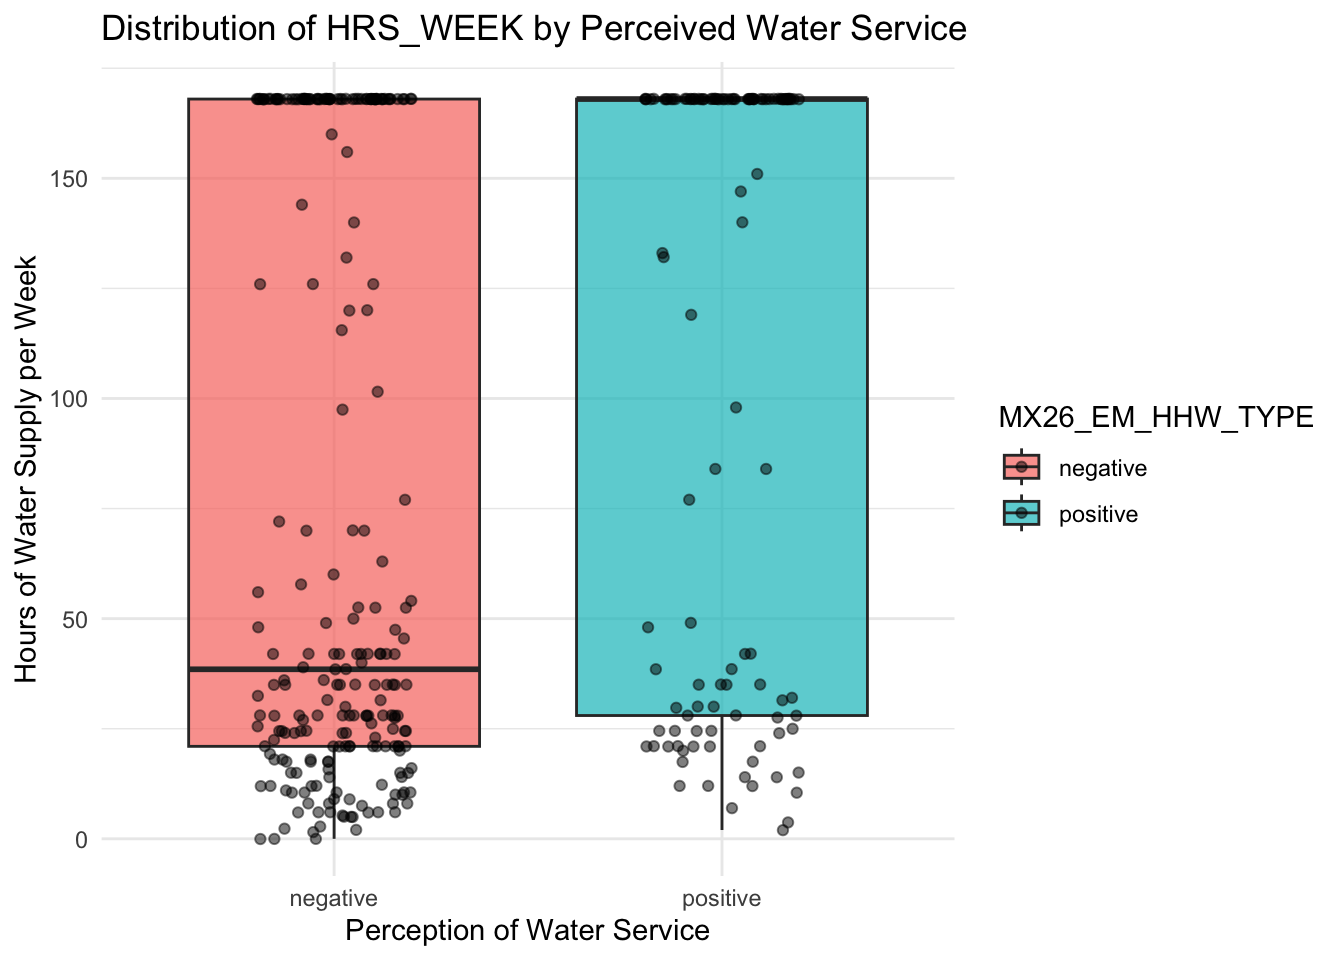 Distribution of HRS_WEEK by Perceived Water Service
Hours of Water Supply per Week
150
100
50
0
negative
positive
Perception of Water Service
MX26_EM_HHW_TYPE
negative
positive